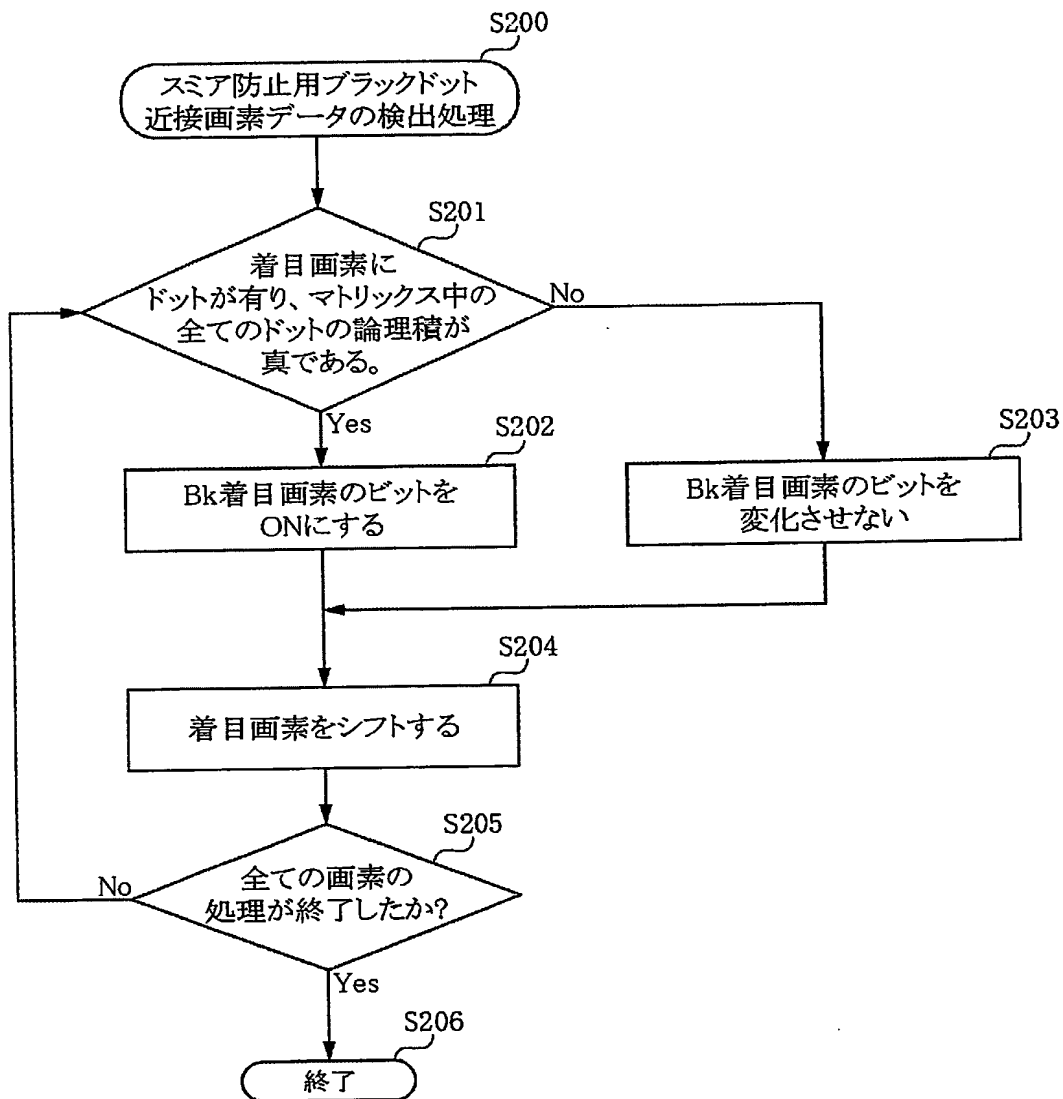 S200
スミア防止用ブラックドット
近接画素データの検出処理
S201
着目画素に
ドットが有り、マトリックス中の
全てのドットの論理積が
真である。
No
Yes
S202
Bk着目画素のビットを
ONにする
S203
Bk着目画素のビットを
変化させない
S204
着目画素をシフトする
S205
全ての画素の
処理が終了したか?
No
Yes
S206
終了